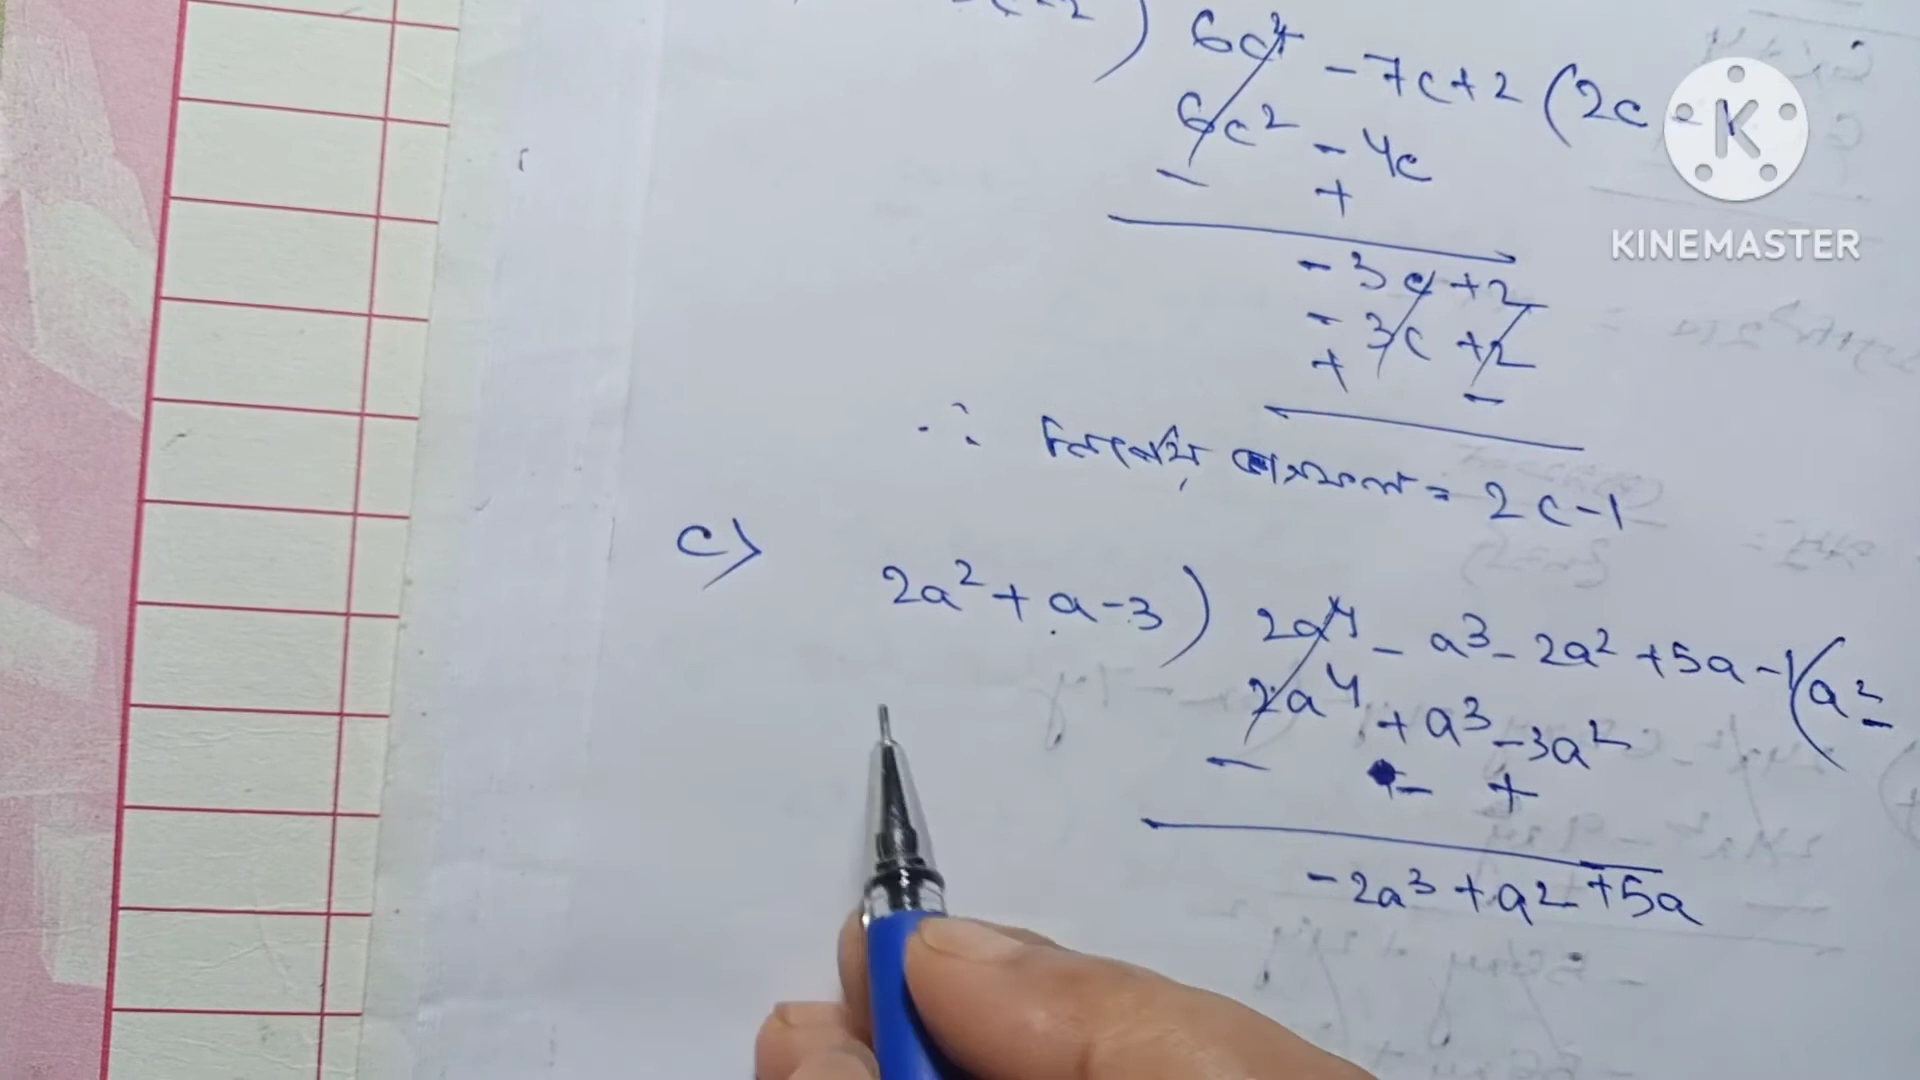 ) 6c² - 7c+2 ( 2c -
6c² - 4c
- +
- 3c + 2
- 3c + 2
+ -
∴ নির্ণেয় ভাগফল = 2c-1
c>
2a² + a - 3 ) 2a⁴ - a³ - 2a² + 5a - 1 ( a² -
2a⁴ + a³ - 3a²
- - +
- 2a³ + a2 + 5a
KINEMASTER